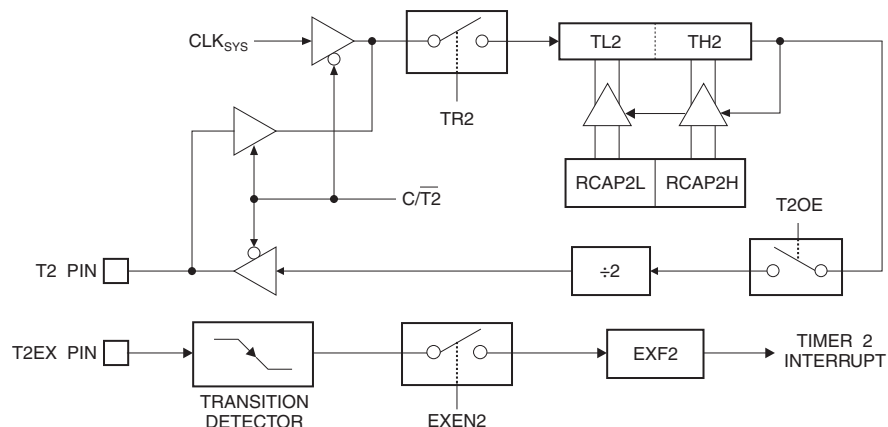 CLKSYS
TL2 TH2
TR2
RCAP2L RCAP2H
C/T2̅
T2OE
T2 PIN
÷2
T2EX PIN
EXF2
TIMER 2
INTERRUPT
TRANSITION
DETECTOR
EXEN2